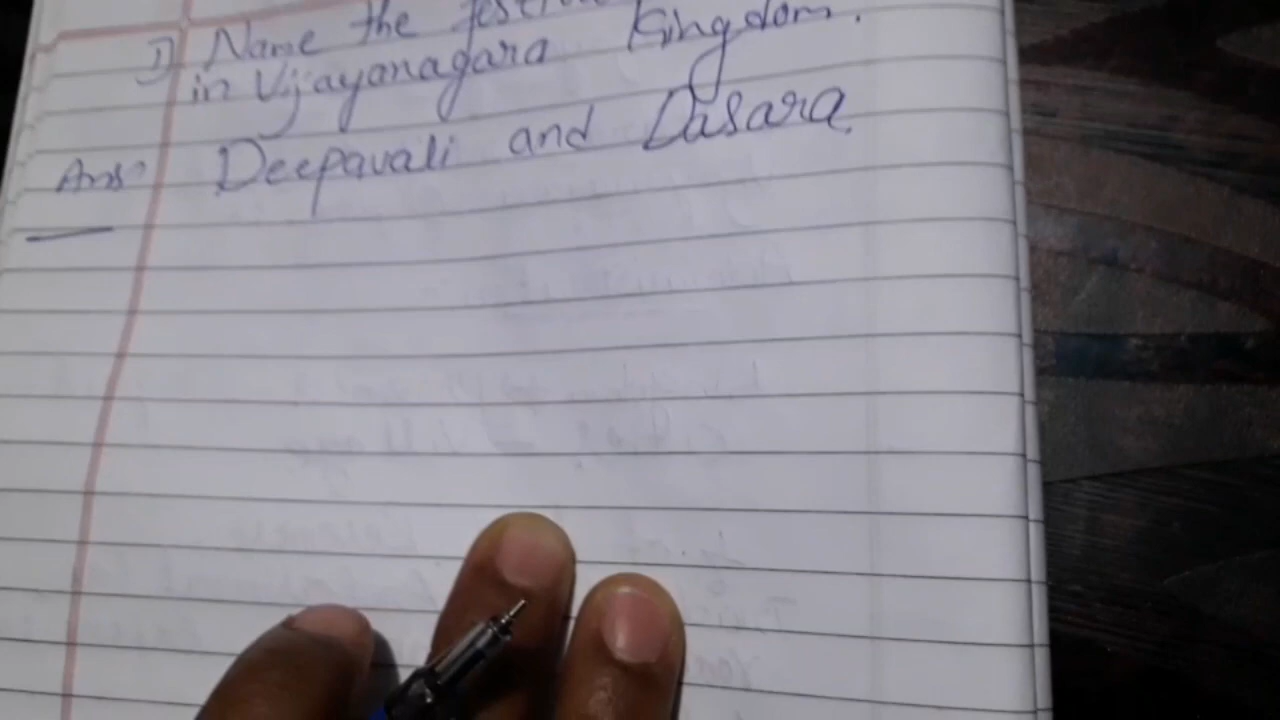 1) Name the
in Vijayanagara Kingdom.
Ans: Deepavali and Dasara.